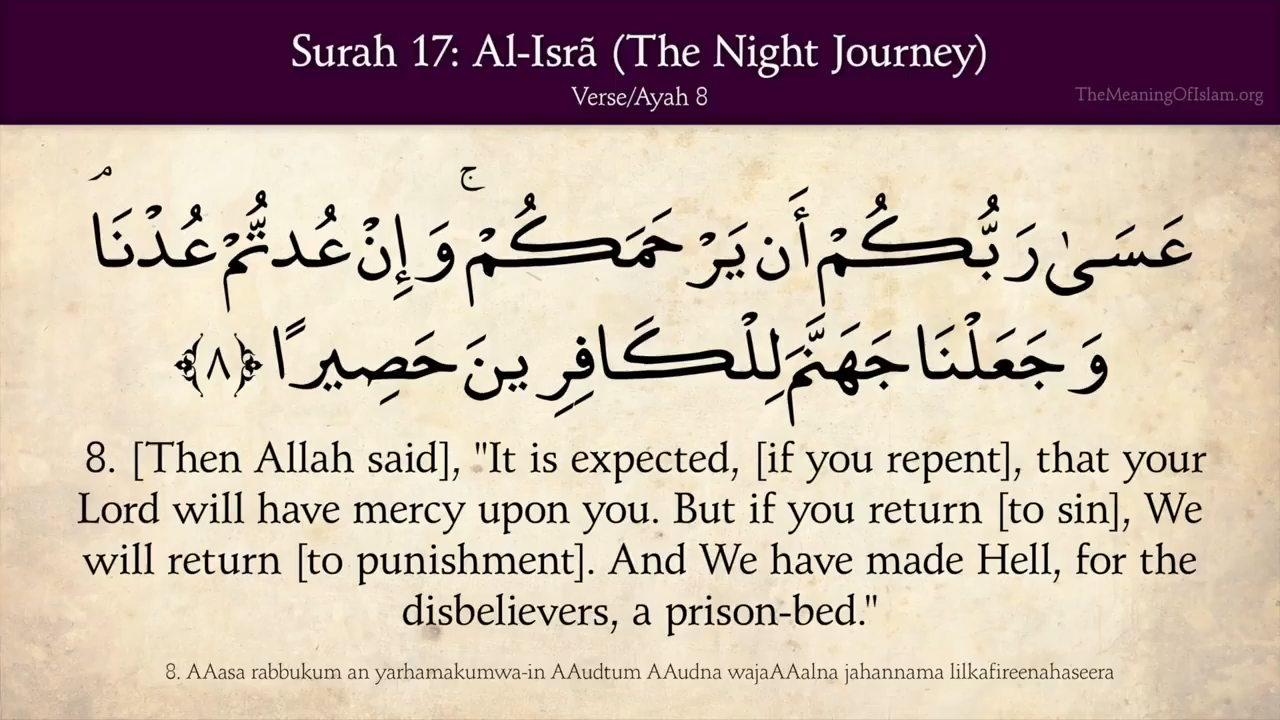 Surah 17: Al-Isrã (The Night Journey)
Verse/Ayah 8
TheMeaningOfIslam.org
عَسَىٰ رَبُّكُمْ أَن يَرْحَمَكُمْ ۚ وَإِنْ عُدتُّمْ عُدْنَا ۘ
وَجَعَلْنَا جَهَنَّمَ لِلْكَافِرِينَ حَصِيرًا ﴿٨﴾
8. [Then Allah said], "It is expected, [if you repent], that your
Lord will have mercy upon you. But if you return [to sin], We
will return [to punishment]. And We have made Hell, for the
disbelievers, a prison-bed."
8. AAasa rabbukum an yarhamakumwa-in AAudtum AAudna wajaAAalna jahannama lilkafireenahaseera